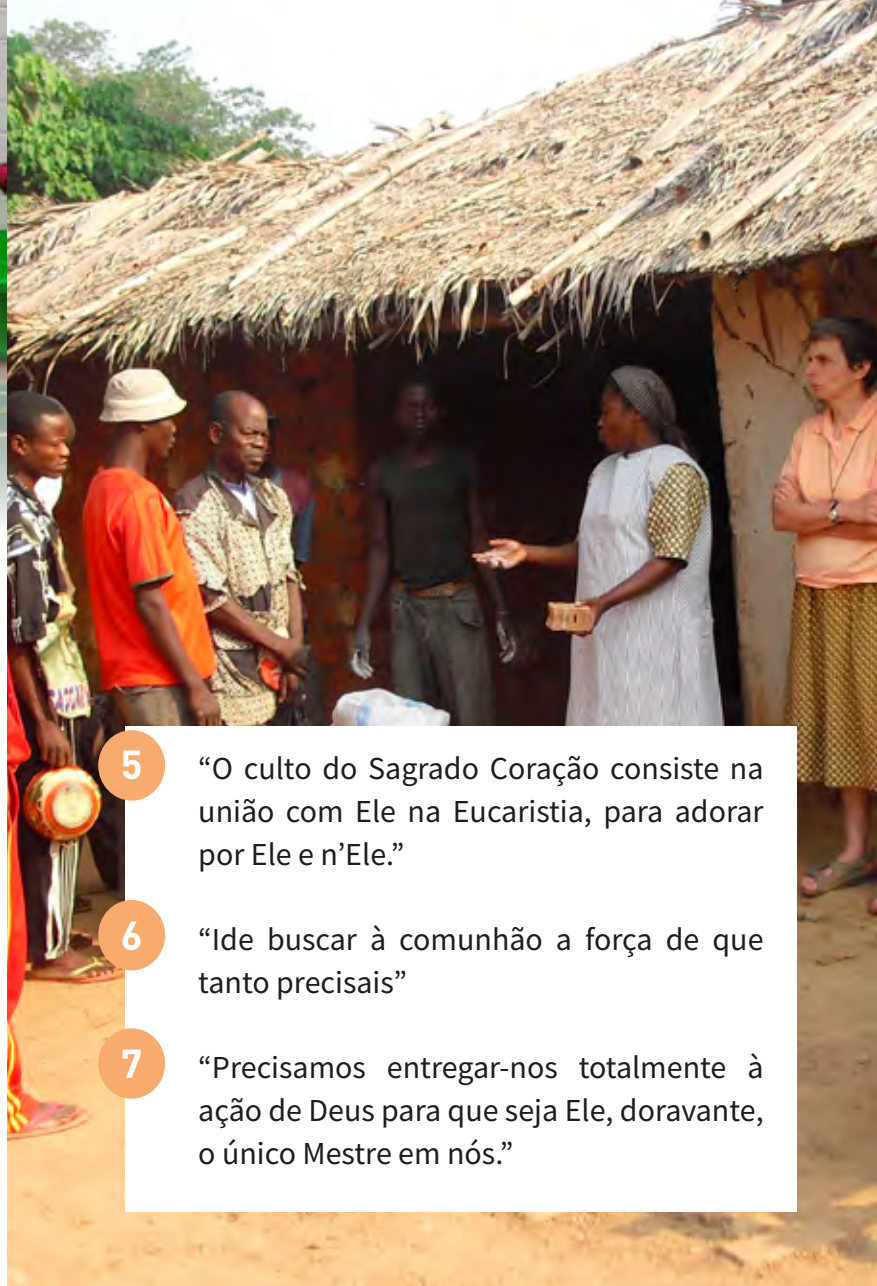 5
“O culto do Sagrado Coração consiste na
união com Ele na Eucaristia, para adorar
por Ele e n’Ele.”
6
“Ide buscar à comunhão a força de que
tanto precisais”
7
“Precisamos entregar-nos totalmente à
ação de Deus para que seja Ele, doravante,
o único Mestre em nós.”